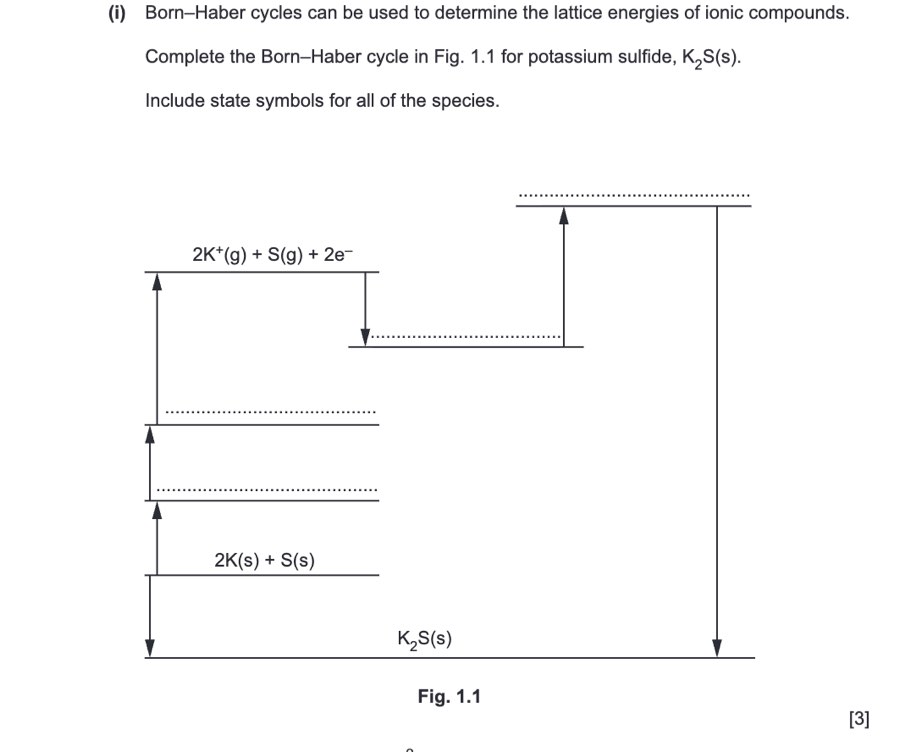 (i) Born–Haber cycles can be used to determine the lattice energies of ionic compounds.
Complete the Born–Haber cycle in Fig. 1.1 for potassium sulfide, K₂S(s).
Include state symbols for all of the species.
2K⁺(g) + S(g) + 2e⁻
2K(s) + S(s)
K₂S(s)
Fig. 1.1
[3]